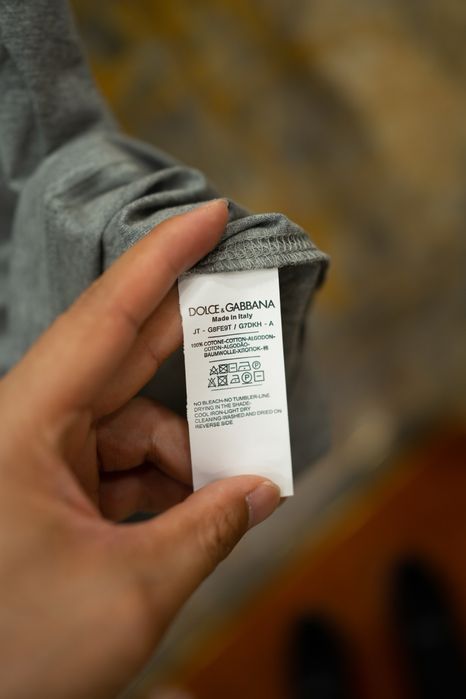 DOLCE & GABBANA
Made in Italy
JT - G8FE9T / G7DKH - A
100% COTONE-COTTON-ALGODON-
COTON-ALGODÃO-
BAUMWOLLE-ХЛОПОК-棉
NO BLEACH-NO TUMBLER-LINE
DRYING IN THE SHADE-
COOL IRON-LIGHT DRY
CLEANING-WASHED AND DRIED ON
REVERSE SIDE